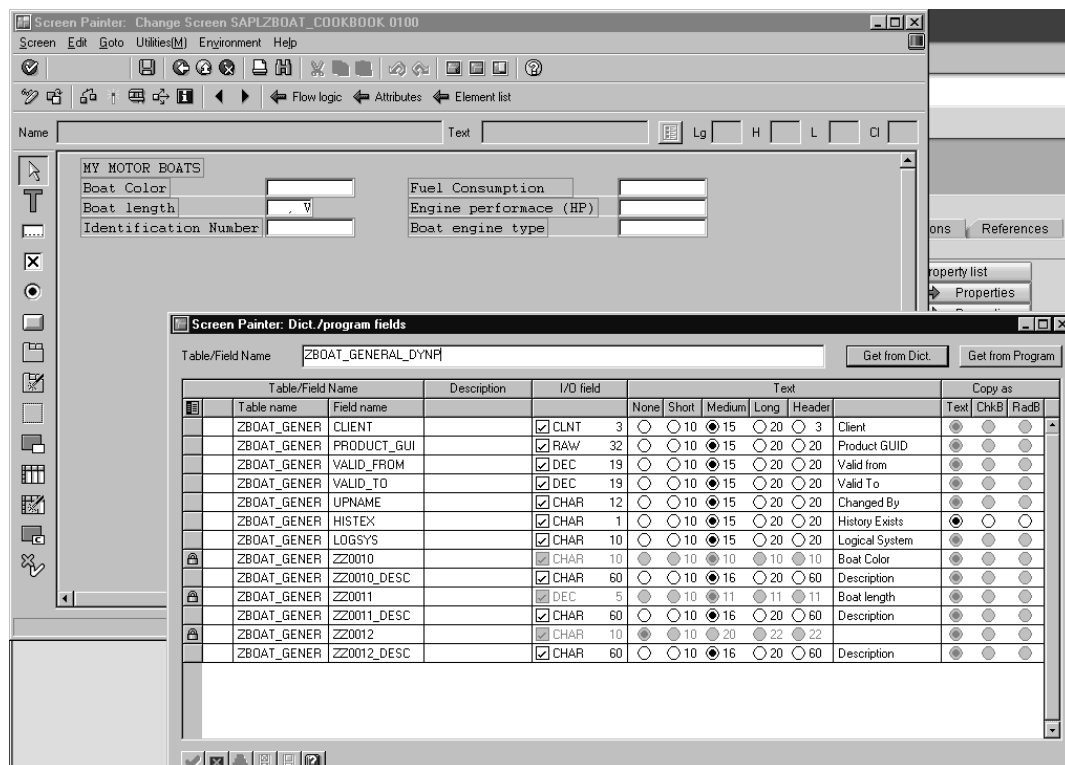 Screen Painter: Change Screen SAPLZBOAT_COOKBOOK 0100
Screen Edit Goto Utilities(M) Environment Help
Flow logic Attributes Element list
Name Text Lg H L Cl
MY MOTOR BOATS
Boat Color Fuel Consumption
Boat length , V Engine performace (HP)
Identification Number Boat engine type
ons References
roperty list
Properties
Screen Painter: Dict./program fields
Table/Field Name ZBOAT_GENERAL_DYNP Get from Dict. Get from Program
Table/Field Name Description I/O field Text Copy as
Table name Field name None Short Medium Long Header Text ChkB RadB
ZBOAT_GENER CLIENT CLNT 3 10 15 20 3 Client
ZBOAT_GENER PRODUCT_GUI RAW 32 10 15 20 20 Product GUID
ZBOAT_GENER VALID_FROM DEC 19 10 15 20 20 Valid from
ZBOAT_GENER VALID_TO DEC 19 10 15 20 20 Valid To
ZBOAT_GENER UPNAME CHAR 12 10 15 20 20 Changed By
ZBOAT_GENER HISTEX CHAR 1 10 15 20 20 History Exists
ZBOAT_GENER LOGSYS CHAR 10 10 15 20 20 Logical System
ZBOAT_GENER ZZ0010 CHAR 10 10 10 10 10 Boat Color
ZBOAT_GENER ZZ0010_DESC CHAR 60 10 16 20 60 Description
ZBOAT_GENER ZZ0011 DEC 5 10 11 11 11 Boat length
ZBOAT_GENER ZZ0011_DESC CHAR 60 10 16 20 60 Description
ZBOAT_GENER ZZ0012 CHAR 10 10 20 22 22
ZBOAT_GENER ZZ0012_DESC CHAR 60 10 16 20 60 Description